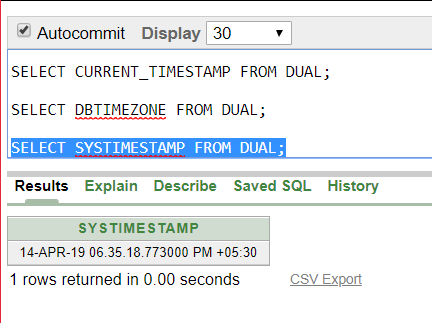 Autocommit Display 30
SELECT CURRENT_TIMESTAMP FROM DUAL;
SELECT DBTIMEZONE FROM DUAL;
SELECT SYSTIMESTAMP FROM DUAL;
Results Explain Describe Saved SQL History
SYSTIMESTAMP
14-APR-19 06.35.18.773000 PM +05:30
1 rows returned in 0.00 seconds CSV Export